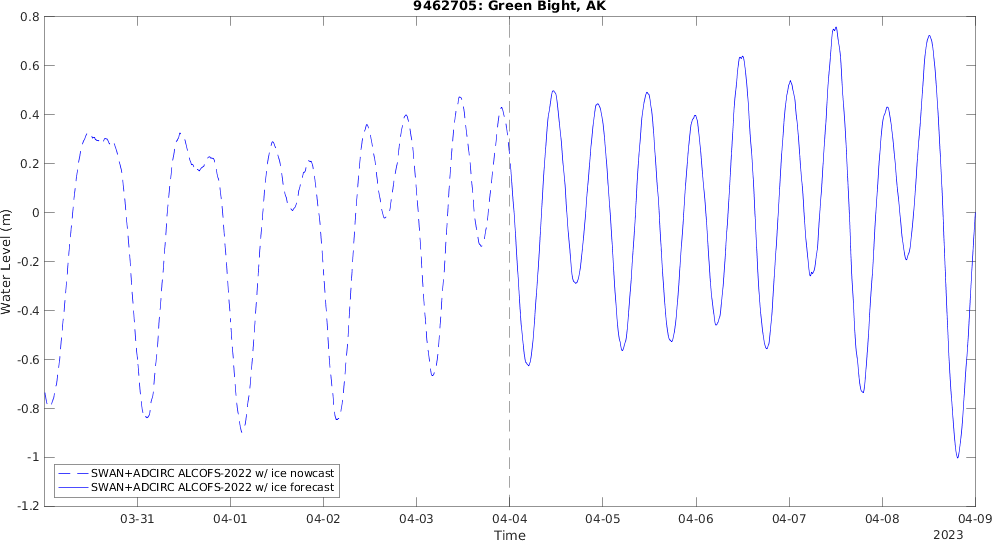 9462705: Green Bight, AK
0.8
0.6
0.4
0.2
0
-0.2
-0.4
-0.6
-0.8
-1
-1.2
Water Level (m)
SWAN+ADCIRC ALCOFS-2022 w/ ice nowcast
SWAN+ADCIRC ALCOFS-2022 w/ ice forecast
03-31 04-01 04-02 04-03 04-04 04-05 04-06 04-07 04-08 04-09
Time
2023